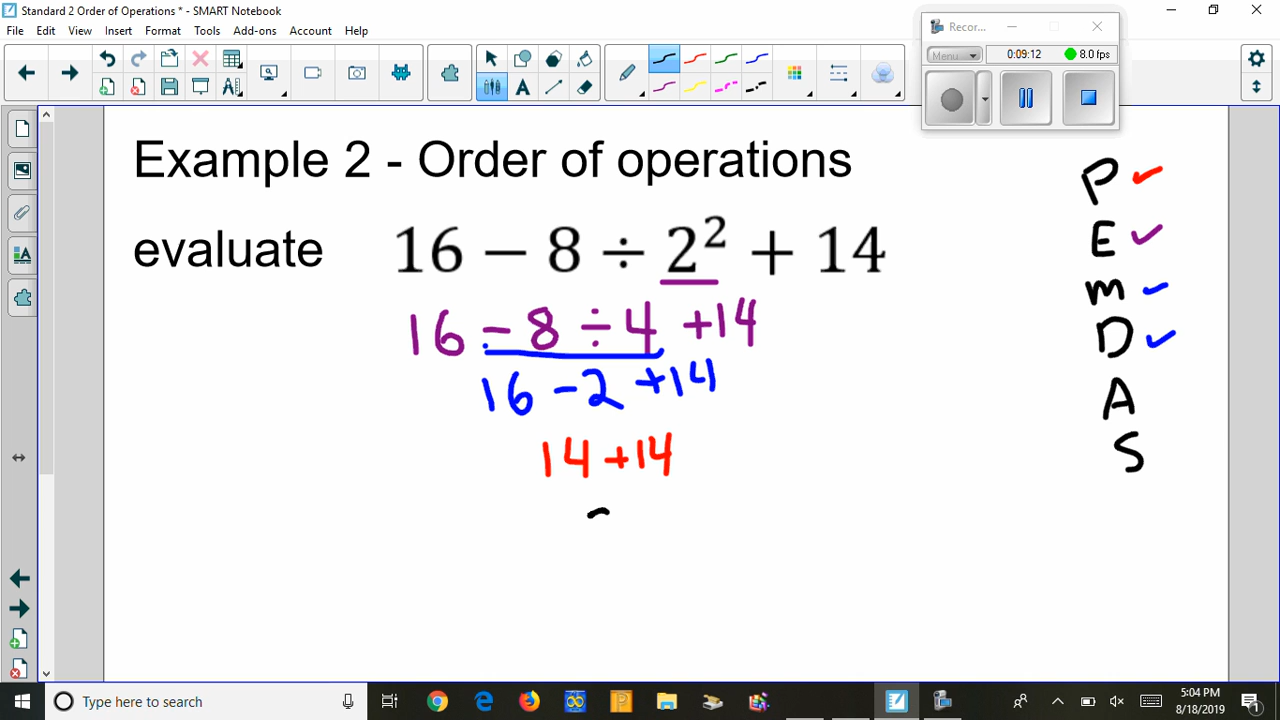 Standard 2 Order of Operations * - SMART Notebook
Recor...
File Edit View Insert Format Tools Add-ons Account Help
Menu 0:09:12 8.0 fps
Example 2 - Order of operations
evaluate 16 − 8 ÷ 2² + 14
16 − 8 ÷ 4 + 14
16 − 2 + 14
14 + 14
P
E
m
D
A
S
Type here to search
5:04 PM
8/18/2019
1